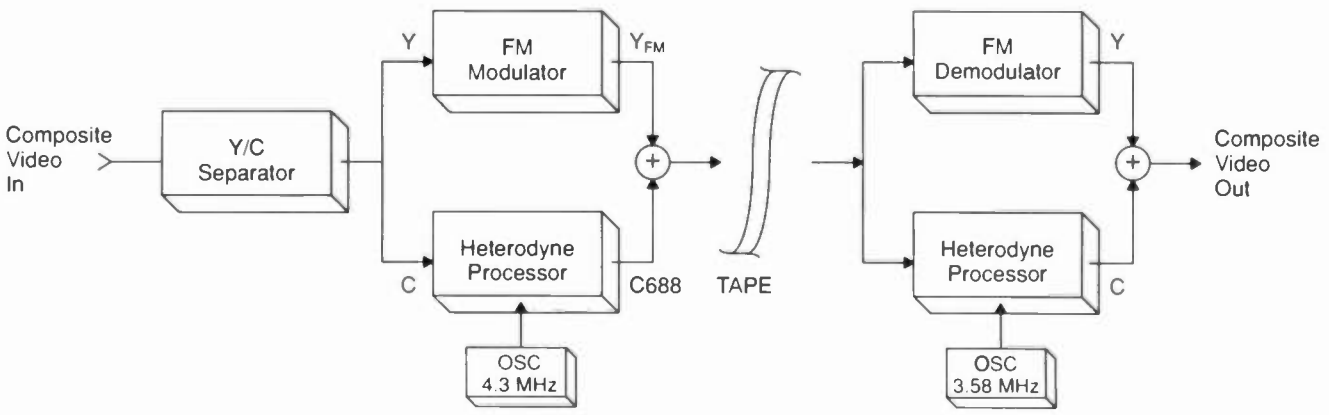 Composite
Video
In
Y/C
Separator
Y
FM
Modulator
Y_FM
C
Heterodyne
Processor
C688
OSC
4.3 MHz
+
TAPE
FM
Demodulator
Y
Heterodyne
Processor
C
OSC
3.58 MHz
+
Composite
Video
Out